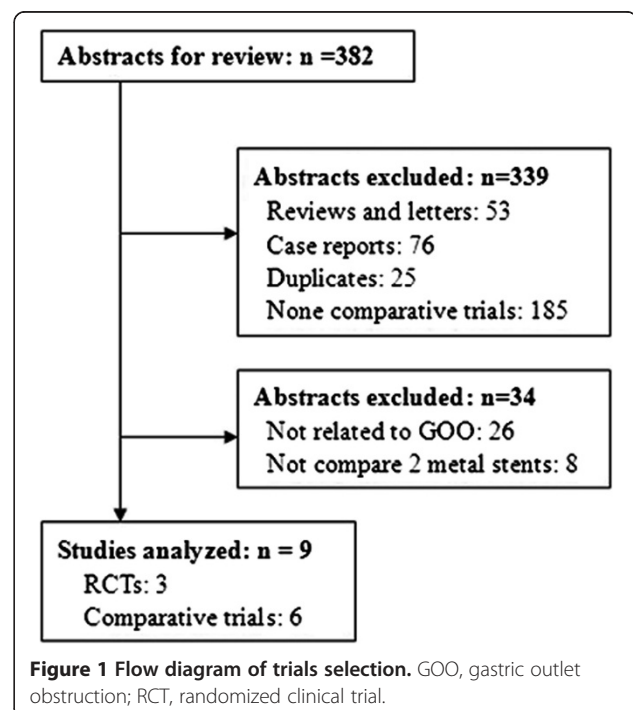 Abstracts for review: n =382
Abstracts excluded: n=339
Reviews and letters: 53
Case reports: 76
Duplicates: 25
None comparative trials: 185
Abstracts excluded: n=34
Not related to GOO: 26
Not compare 2 metal stents: 8
Studies analyzed: n = 9
RCTs: 3
Comparative trials: 6
Figure 1 Flow diagram of trials selection. GOO, gastric outlet
obstruction; RCT, randomized clinical trial.